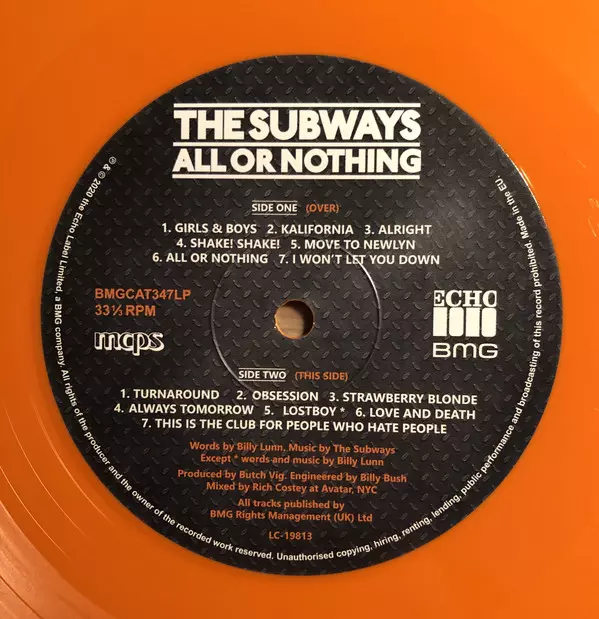 THE SUBWAYS
ALL OR NOTHING
SIDE ONE (OVER)
1. GIRLS & BOYS 2. KALIFORNIA 3. ALRIGHT
4. SHAKE! SHAKE! 5. MOVE TO NEWLYN
6. ALL OR NOTHING 7. I WON'T LET YOU DOWN
BMGCAT347LP
33 ⅓ RPM
mcps
ECHO
BMG
SIDE TWO (THIS SIDE)
1. TURNAROUND 2. OBSESSION 3. STRAWBERRY BLONDE
4. ALWAYS TOMORROW 5. LOSTBOY * 6. LOVE AND DEATH
7. THIS IS THE CLUB FOR PEOPLE WHO HATE PEOPLE
Words by Billy Lunn, Music by The Subways
Except * words and music by Billy Lunn
Produced by Butch Vig. Engineered by Billy Bush
Mixed by Rich Costey at Avatar, NYC
All tracks published by
BMG Rights Management (UK) Ltd
LC-19813
℗ & © 2020 the Echo Label Limited, a BMG company. All rights of the producer and the owner of the recorded work reserved. Unauthorised copying, hiring, renting, lending, public performance and broadcasting of this record prohibited. Made in the EU.